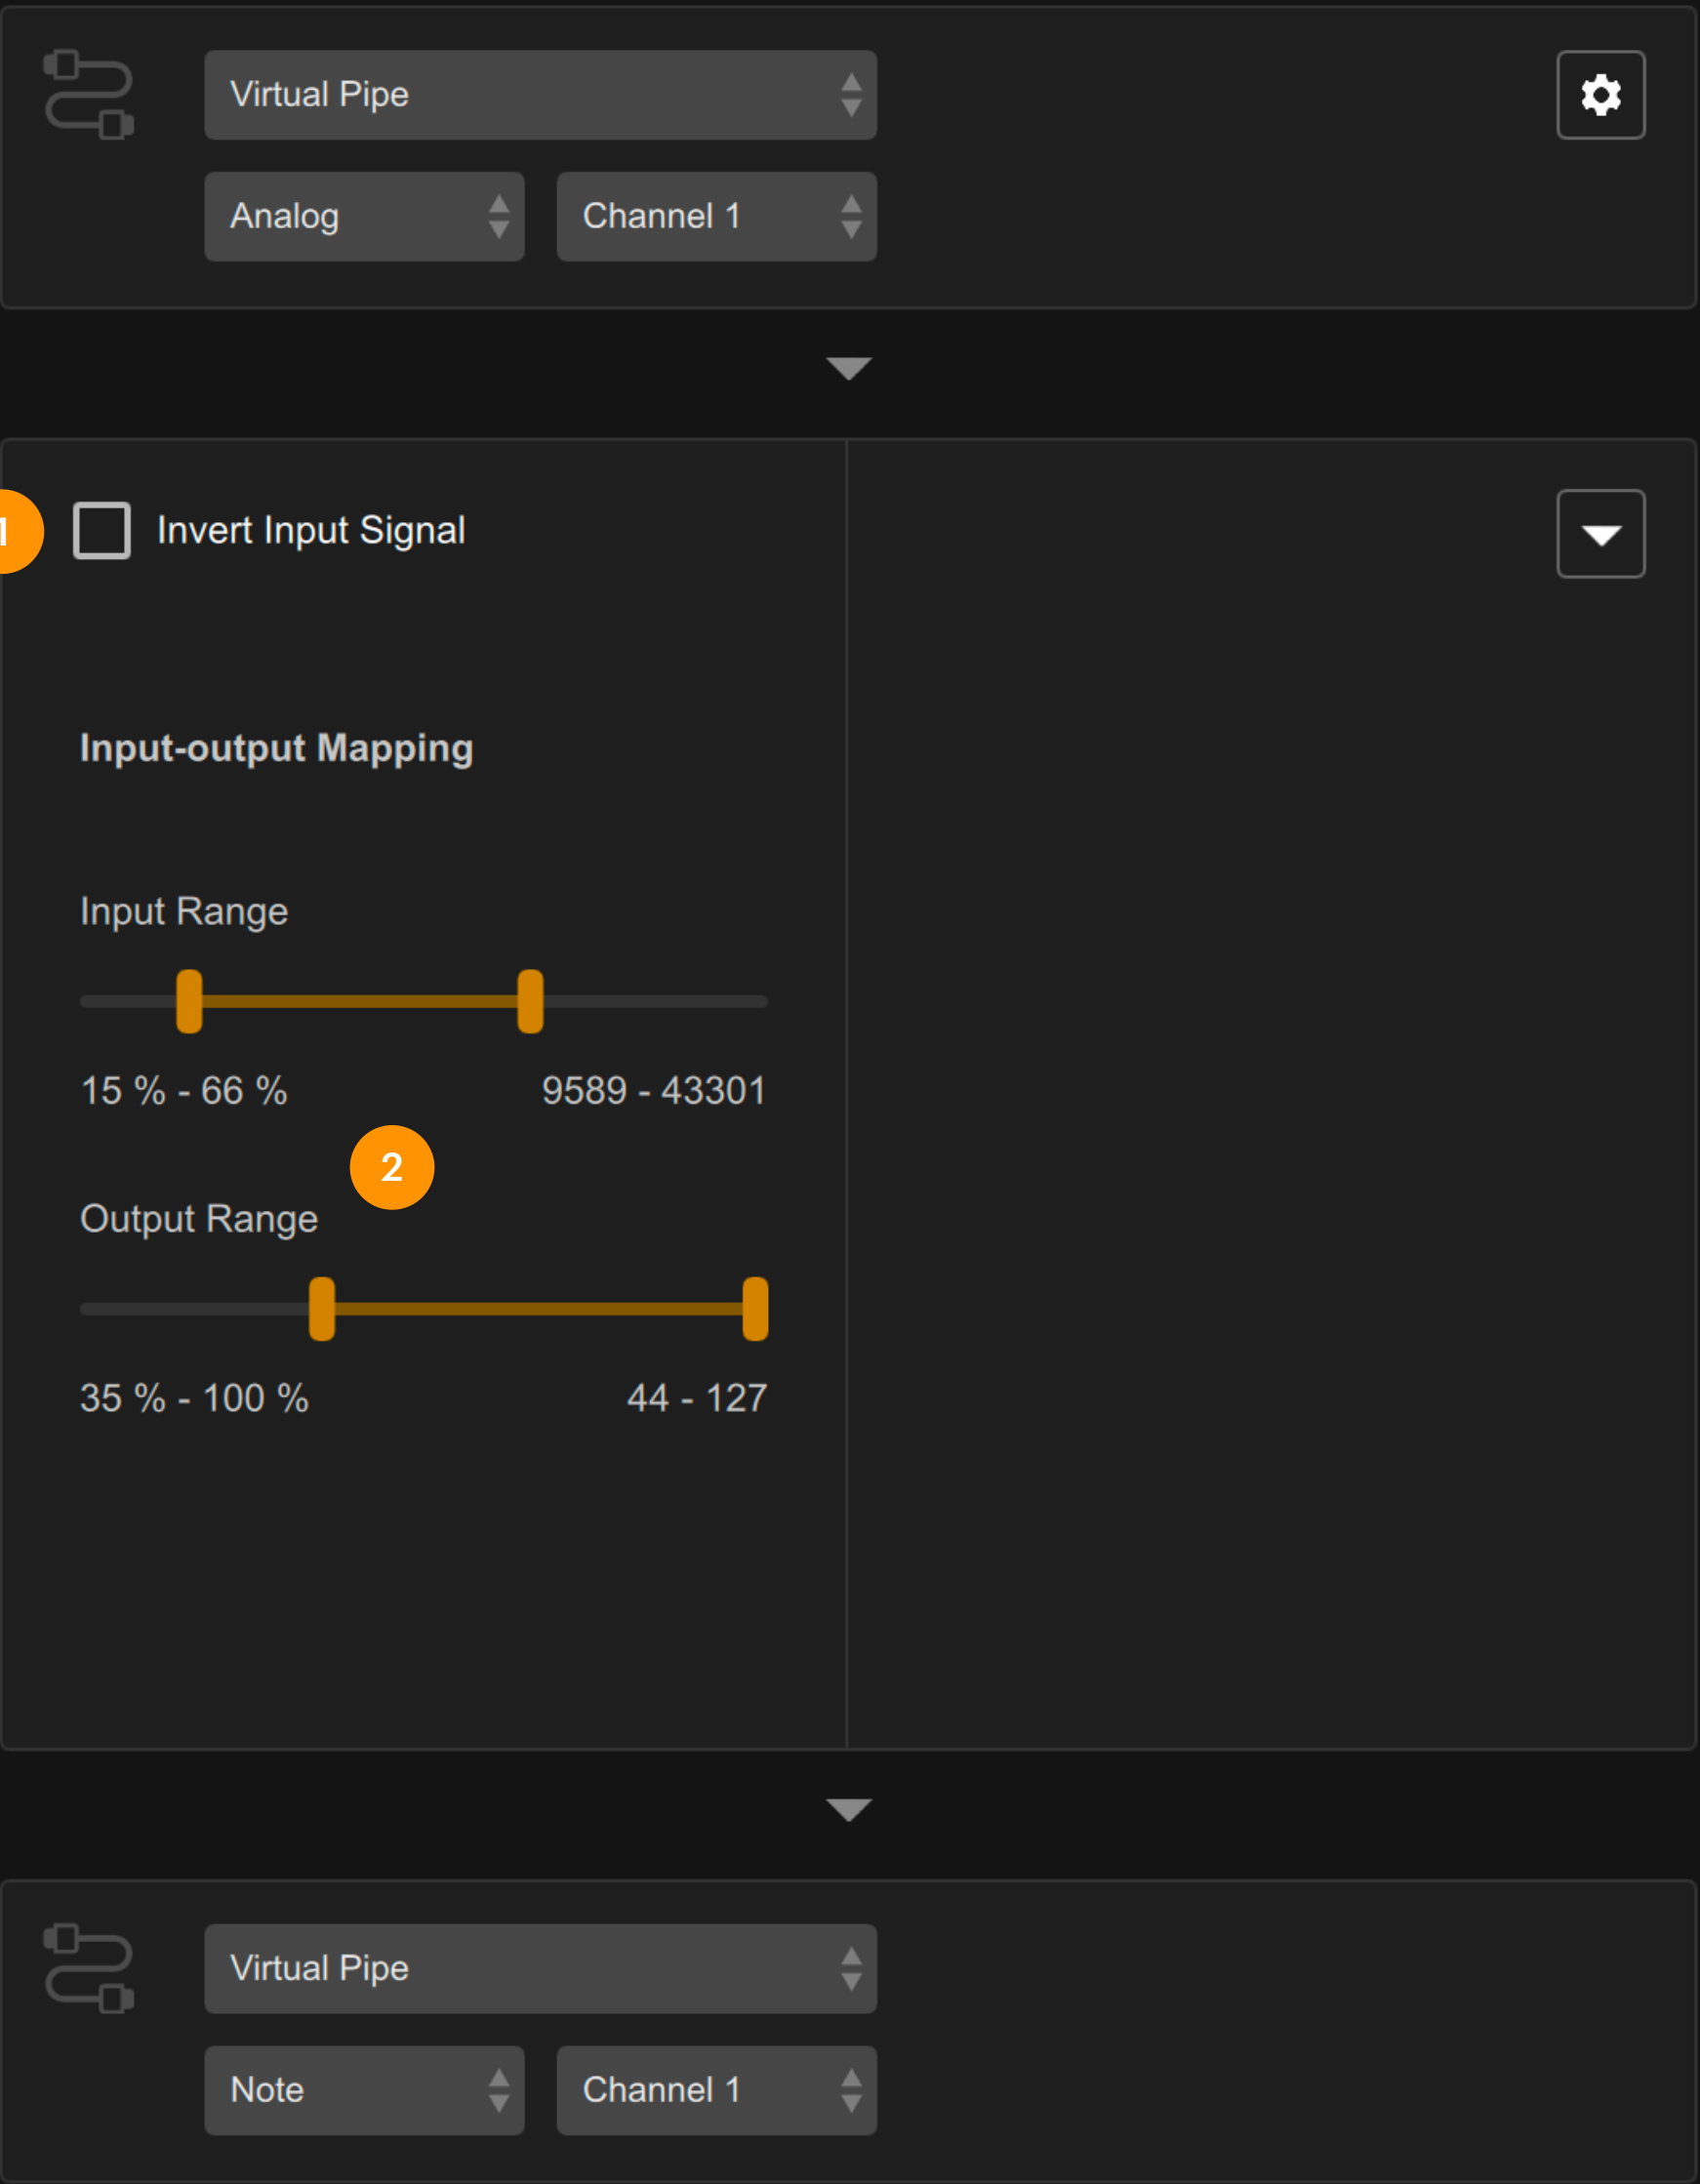 Virtual Pipe
Analog Channel 1
1 Invert Input Signal
Input-output Mapping
Input Range
15 % - 66 % 9589 - 43301
2
Output Range
35 % - 100 % 44 - 127
Virtual Pipe
Note Channel 1